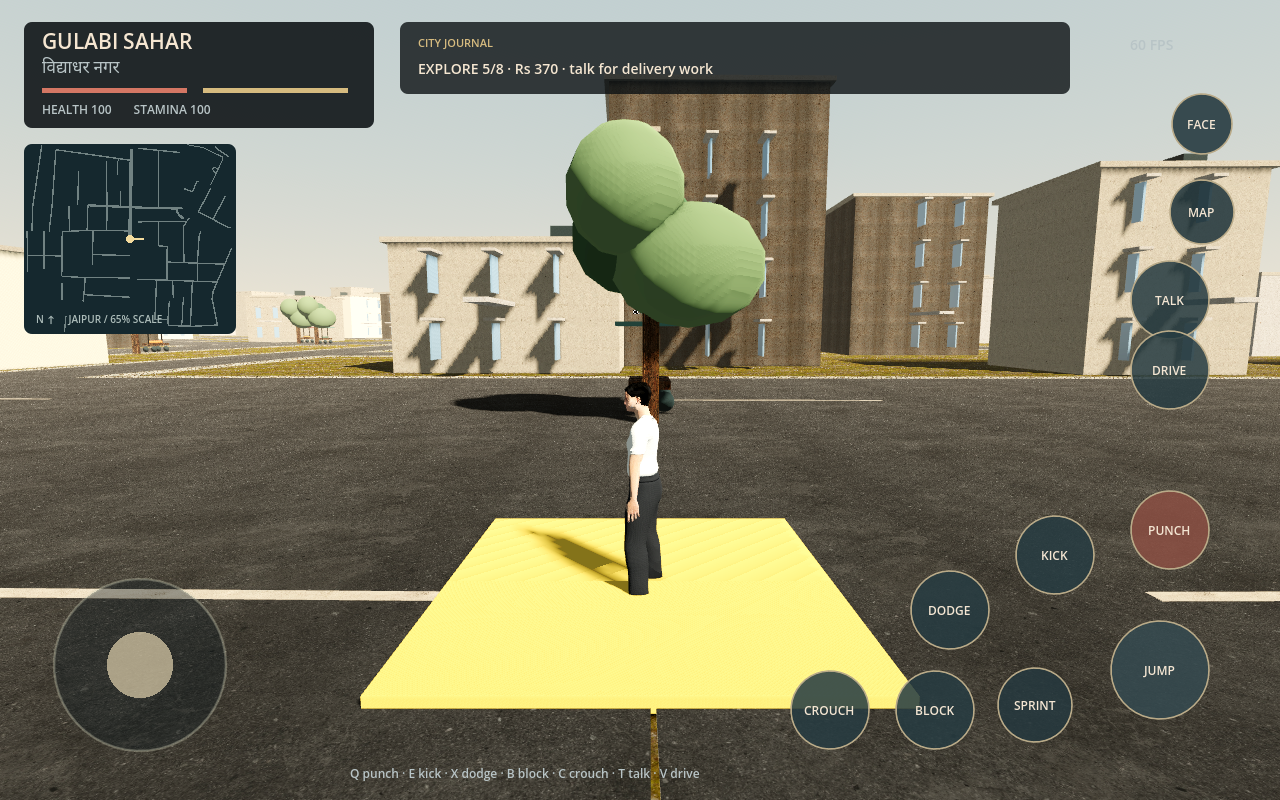 GULABI SAHAR
विद्याधर नगर
HEALTH 100 STAMINA 100
CITY JOURNAL
EXPLORE 5/8 · Rs 370 · talk for delivery work
60 FPS
FACE
MAP
TALK
DRIVE
N ↑ JAIPUR / 65% SCALE
PUNCH
KICK
DODGE
JUMP
CROUCH
BLOCK
SPRINT
Q punch · E kick · X dodge · B block · C crouch · T talk · V drive